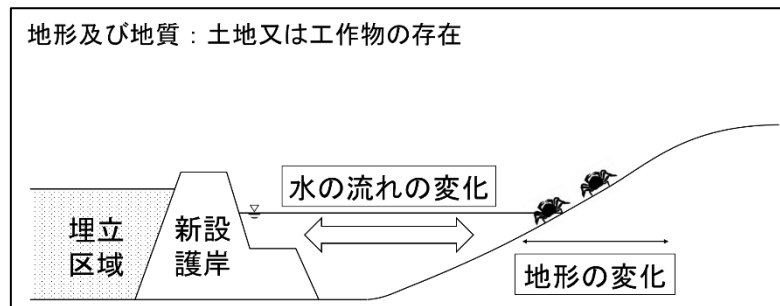 地形及び地質：土地又は工作物の存在
水の流れの変化
埋立
区域
新設
護岸
地形の変化